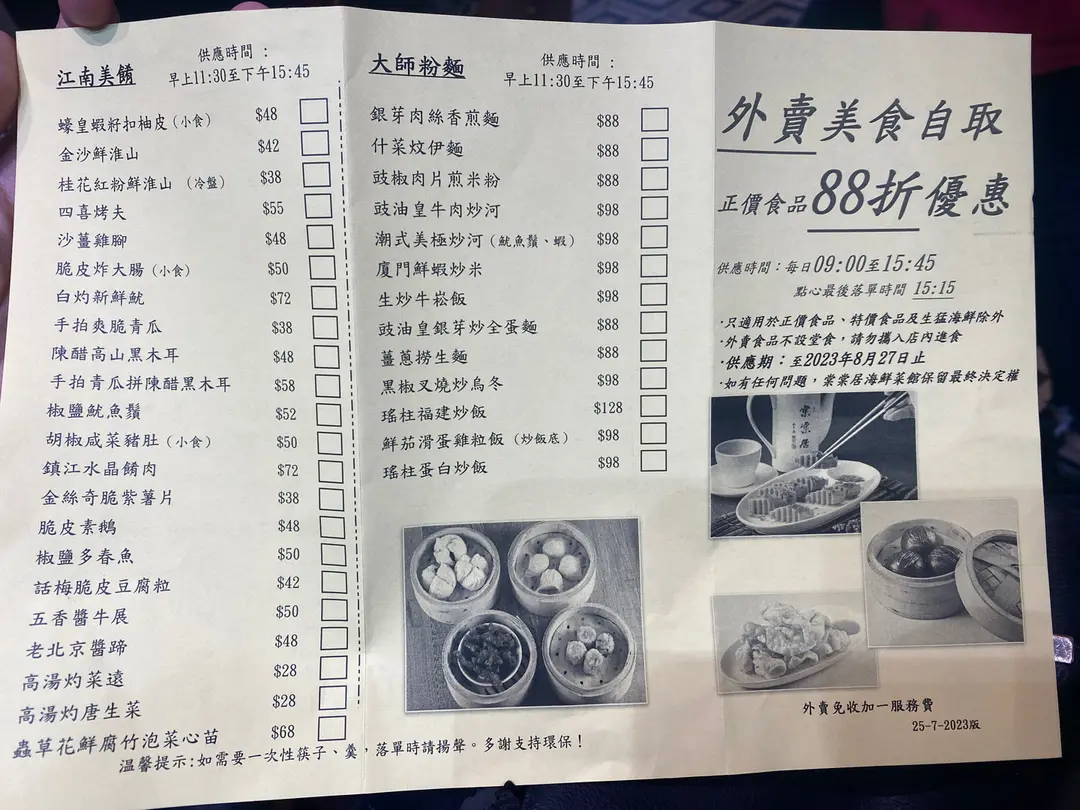 江南美餚
供應時間：
早上11:30至下午15:45
蠔皇蝦籽扣柚皮(小食) $48
金沙鮮淮山 $42
桂花紅粉鮮淮山 (冷盤) $38
四喜烤夫 $55
沙薑雞腳 $48
脆皮炸大腸(小食) $50
白灼新鮮魷 $72
手拍爽脆青瓜 $38
陳醋高山黑木耳 $48
手拍青瓜拼陳醋黑木耳 $58
椒鹽魷魚鬚 $52
胡椒咸菜豬肚(小食) $50
鎮江水晶餚肉 $72
金絲奇脆紫薯片 $38
脆皮素鵝 $48
椒鹽多春魚 $50
話梅脆皮豆腐粒 $42
五香醬牛展 $50
老北京醬蹄 $48
高湯灼菜遠 $28
高湯灼唐生菜 $28
蟲草花鮮腐竹泡菜心苗 $68
大師粉麵
供應時間：
早上11:30至下午15:45
銀芽肉絲香煎麵 $88
什菜炆伊麵 $88
豉椒肉片煎米粉 $88
豉油皇牛肉炒河 $98
潮式美極炒河(魷魚鬚、蝦) $98
廈門鮮蝦炒米 $98
生炒牛崧飯 $98
豉油皇銀芽炒全蛋麵 $88
薑蔥撈生麵 $88
黑椒叉燒炒烏冬 $98
瑤柱福建炒飯 $128
鮮茄滑蛋雞粒飯(炒飯底) $98
瑤柱蛋白炒飯 $98
溫馨提示:如需要一次性筷子、羹，落單時請揚聲。多謝支持環保！
外賣美食自取
正價食品88折優惠
供應時間：每日09:00至15:45
點心最後落單時間 15:15
·只適用於正價食品、特價食品及生猛海鮮除外
·外賣食品不設堂食，請勿攜入店內進食
·供應期：至2023年8月27日止
·如有任何問題，棠棠居海鮮菜館保留最終決定權
棠棠居
外賣免收加一服務費
25-7-2023版